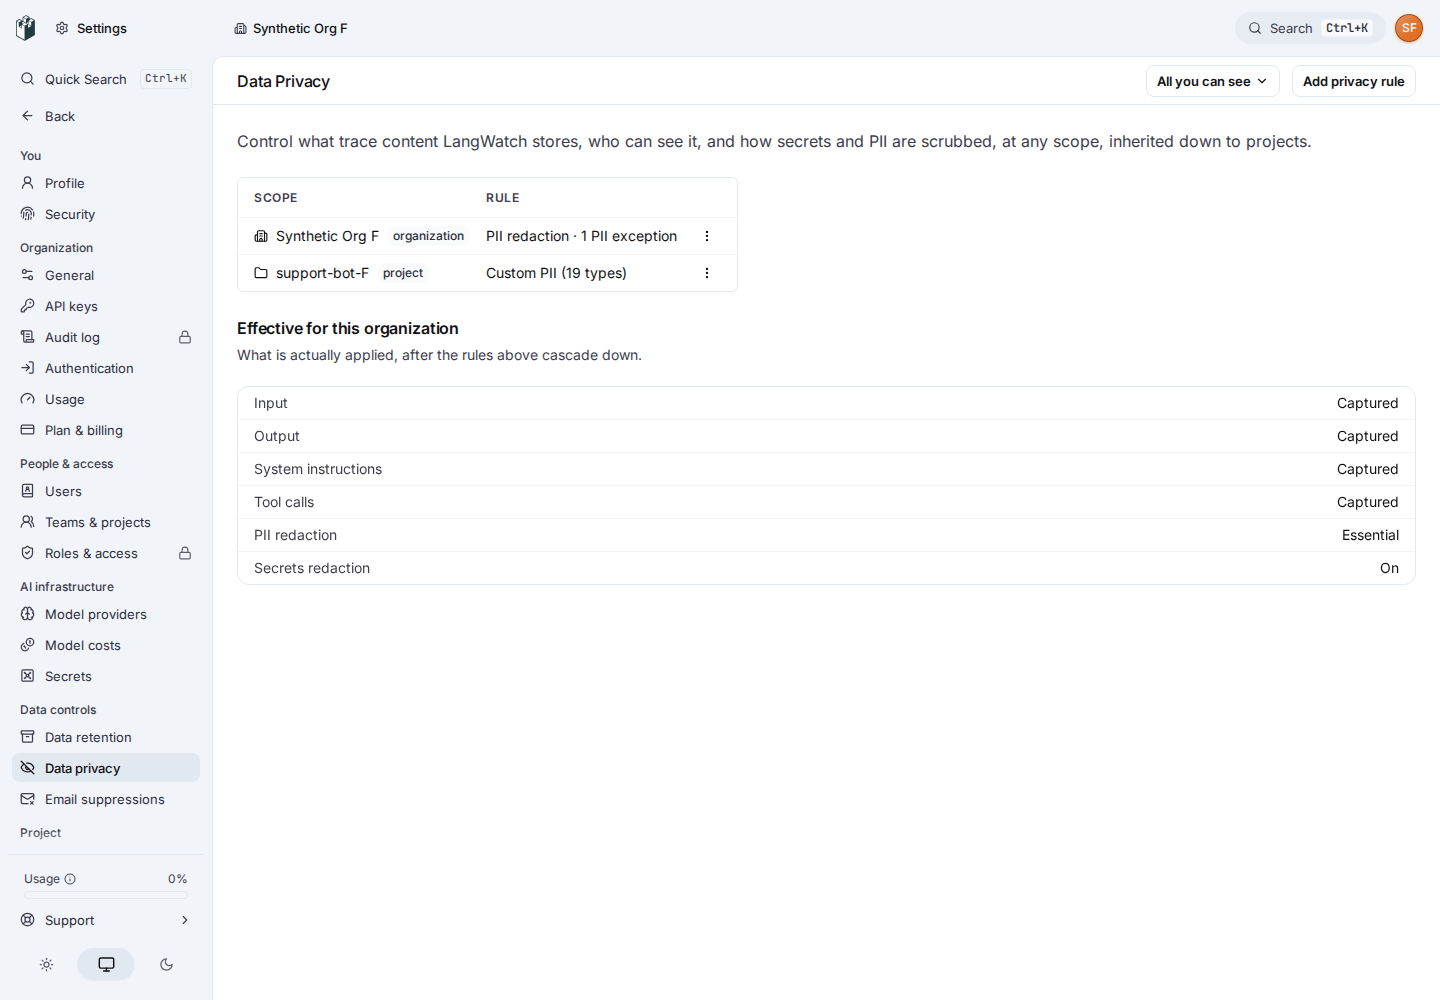 Settings
Synthetic Org F
Search Ctrl+K
SF
Quick Search Ctrl+K
Back
You
Profile
Security
Organization
General
API keys
Audit log
Authentication
Usage
Plan & billing
People & access
Users
Teams & projects
Roles & access
AI infrastructure
Model providers
Model costs
Secrets
Data controls
Data retention
Data privacy
Email suppressions
Project
Usage 0%
Support
Data Privacy
All you can see
Add privacy rule
Control what trace content LangWatch stores, who can see it, and how secrets and PII are scrubbed, at any scope, inherited down to projects.
SCOPE RULE
Synthetic Org F organization PII redaction · 1 PII exception
support-bot-F project Custom PII (19 types)
Effective for this organization
What is actually applied, after the rules above cascade down.
Input Captured
Output Captured
System instructions Captured
Tool calls Captured
PII redaction Essential
Secrets redaction On